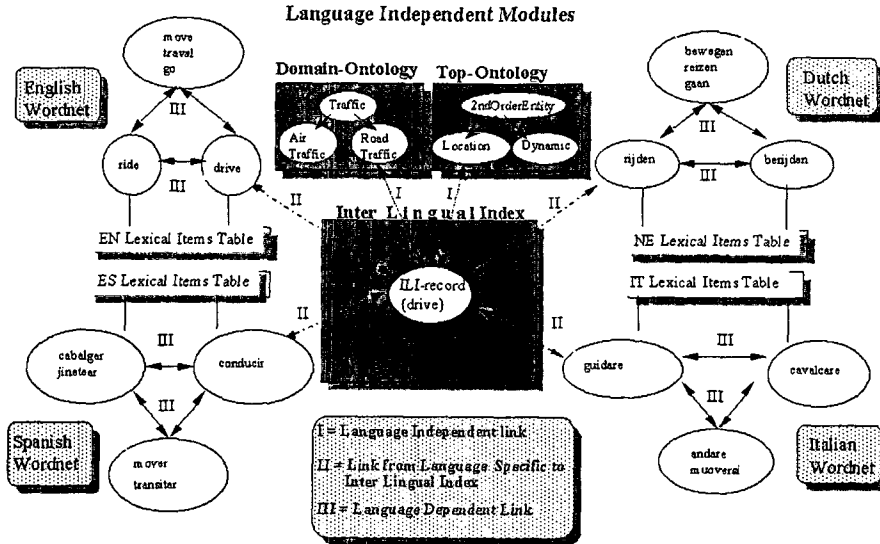 Language Independent Modules
move
travel
go
English
Wordnet
III
ride
drive
III
Domain-Ontology
Traffic
Air
Traffic
Road
Traffic
Top-Ontology
2ndOrderEntity
Location
Dynamic
bewegen
reizen
gaan
Dutch
Wordnet
III
rijden
berijden
III
II
I
I
II
EN Lexical Items Table
ES Lexical Items Table
Inter Lingual Index
ILI-record
{drive}
NE Lexical Items Table
IT Lexical Items Table
II
II
cabalgar
jinetear
III
conducir
III
Spanish
Wordnet
mover
transitar
guidare
III
cavalcare
III
andare
muoversi
Italian
Wordnet
I = Language Independent link
II = Link from Language Specific to
Inter Lingual Index
III = Language Dependent Link